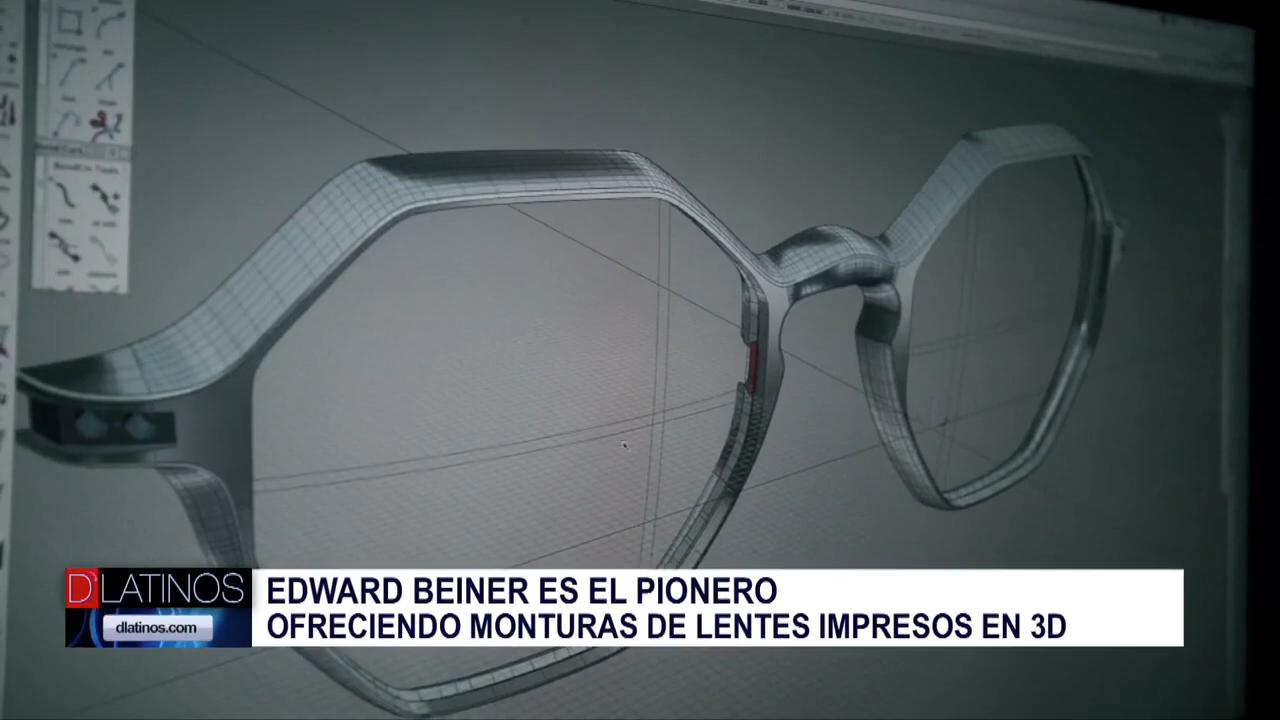 D'LATINOS
dlatinos.com
EDWARD BEINER ES EL PIONERO
OFRECIENDO MONTURAS DE LENTES IMPRESOS EN 3D